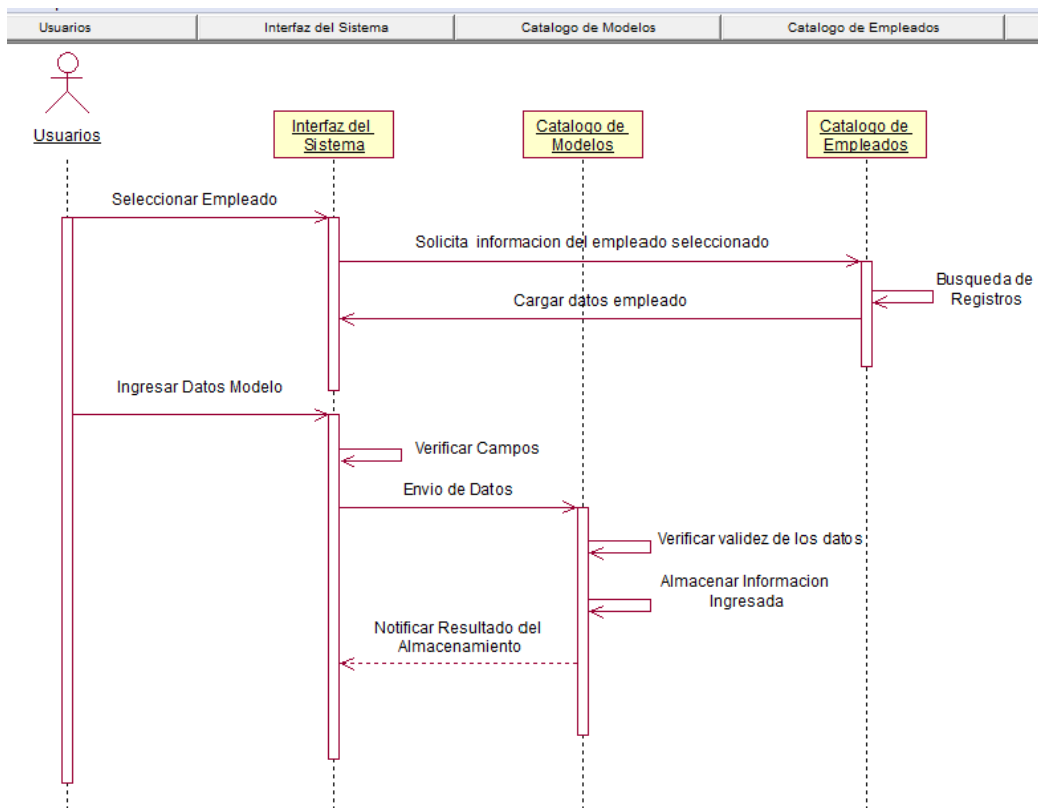 Usuarios
Interfaz del Sistema
Catalogo de Modelos
Catalogo de Empleados
Usuarios
Interfaz del
Sistema
Catalogo de
Modelos
Catalogo de
Empleados
Seleccionar Empleado
Solicita informacion del empleado seleccionado
Busqueda de
Registros
Cargar datos empleado
Ingresar Datos Modelo
Verificar Campos
Envio de Datos
Verificar validez de los datos
Almacenar Informacion
Ingresada
Notificar Resultado del
Almacenamiento